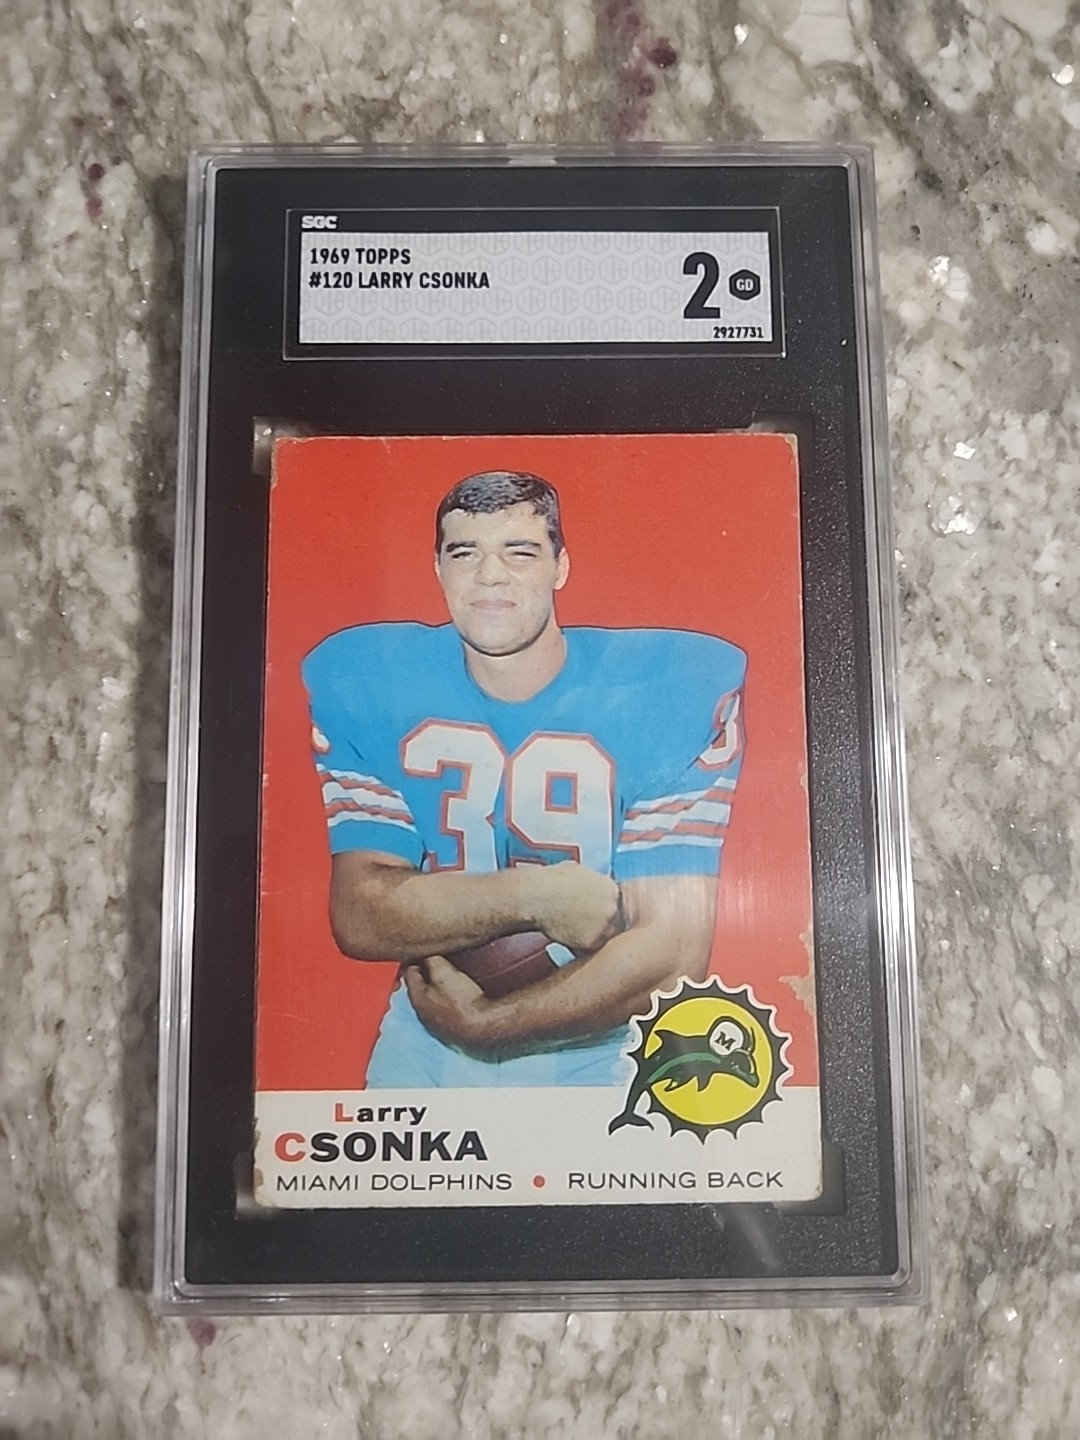 SGC
1969 TOPPS
#120 LARRY CSONKA
2 GD
2927731
39
M
Larry
CSONKA
MIAMI DOLPHINS • RUNNING BACK